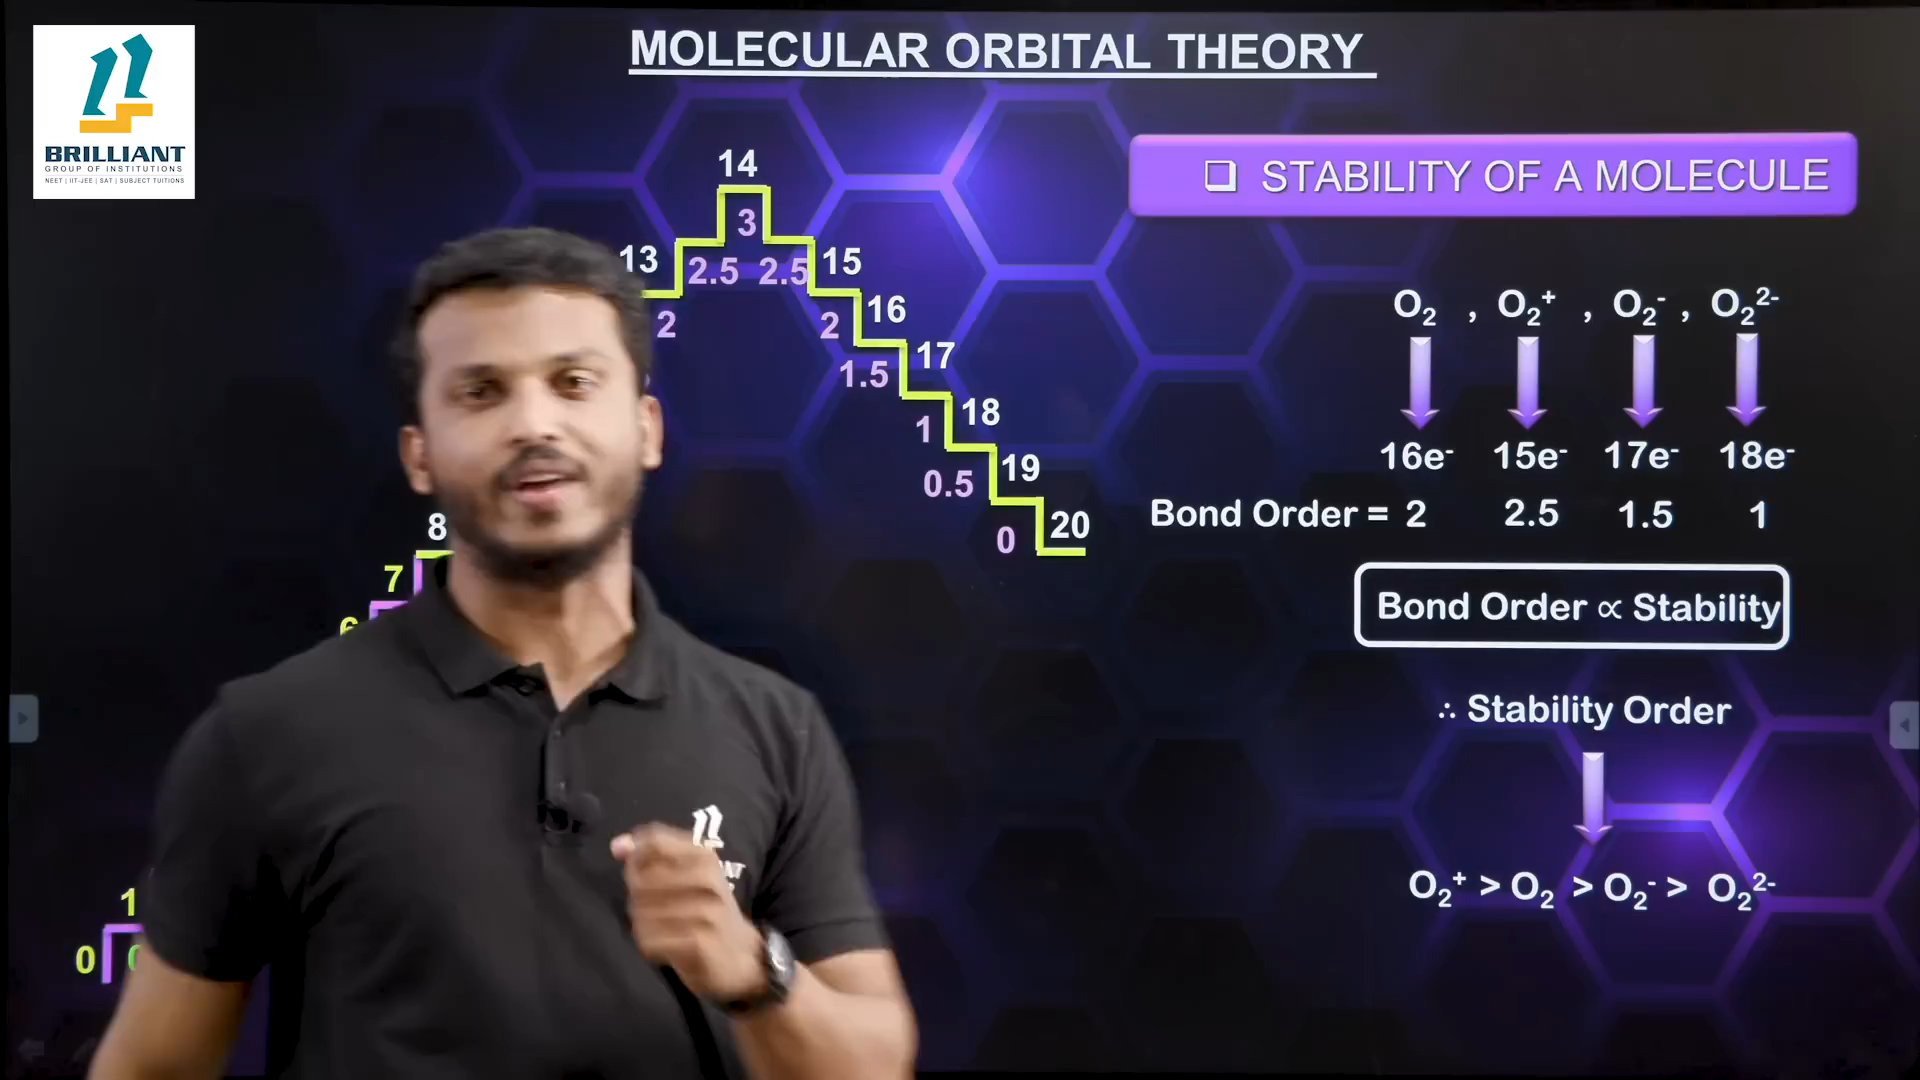 MOLECULAR ORBITAL THEORY
BRILLIANT
GROUP OF INSTITUTIONS
NEET | IIT-JEE | SAT | SUBJECT TUITIONS
❑ STABILITY OF A MOLECULE
14
3
13
2.5 2.5
15
2
2
16
1.5
17
1
18
0.5
19
0
20
8
7
6
1
0
O₂ , O₂⁺ , O₂⁻ , O₂²⁻
16e⁻ 15e⁻ 17e⁻ 18e⁻
Bond Order = 2 2.5 1.5 1
Bond Order ∝ Stability
∴ Stability Order
O₂⁺ > O₂ > O₂⁻ > O₂²⁻